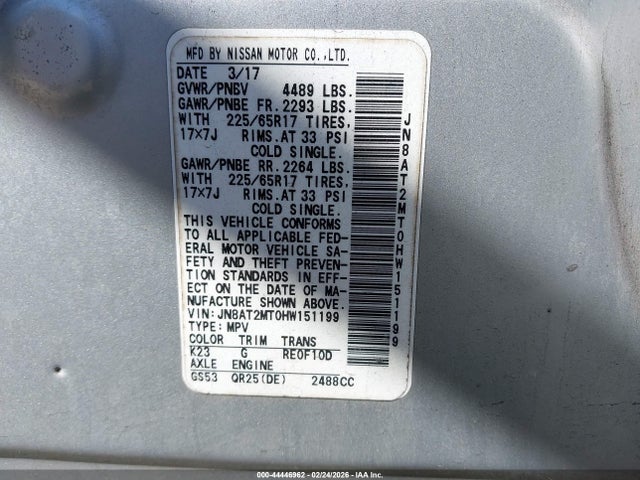 MFD BY NISSAN MOTOR CO.,LTD.
DATE 3/17
GVWR/PNBV 4489 LBS.
GAWR/PNBE FR. 2293 LBS.
WITH 225/65R17 TIRES,
17X7J RIMS. AT 33 PSI
COLD SINGLE.
GAWR/PNBE RR. 2264 LBS.
WITH 225/65R17 TIRES,
17X7J RIMS. AT 33 PSI
COLD SINGLE.
THIS VEHICLE CONFORMS
TO ALL APPLICABLE FED-
ERAL MOTOR VEHICLE SA-
FETY AND THEFT PREVEN-
TION STANDARDS IN EFF-
ECT ON THE DATE OF MA-
NUFACTURE SHOWN ABOVE.
VIN: JN8AT2MT0HW151199
TYPE: MPV
COLOR TRIM TRANS
K23 G RE0F10D
AXLE ENGINE
GS53 QR25(DE) 2488CC
JN8AT2MT0HW151199
000-44446962 - 02/24/2026 - © IAA Inc.